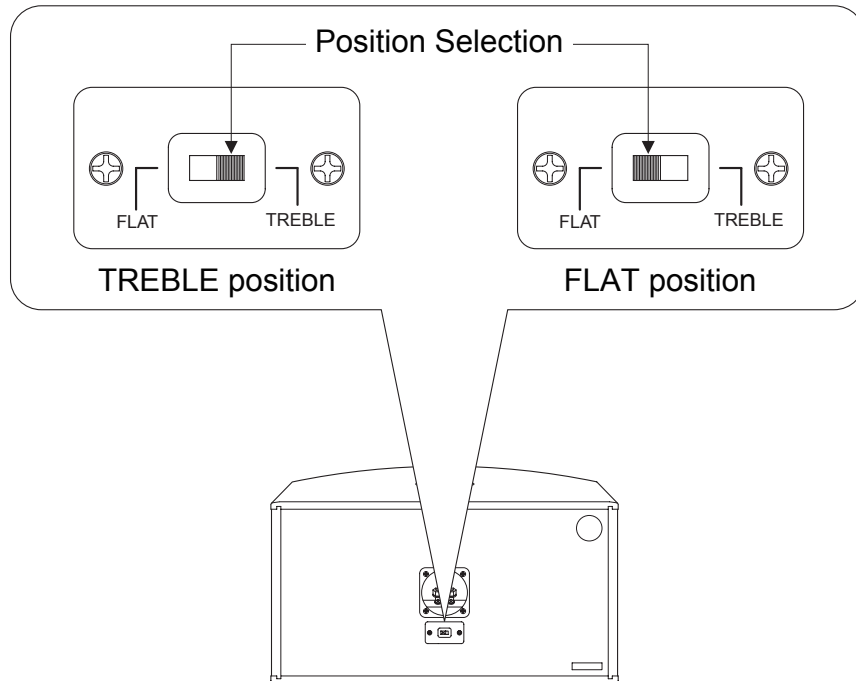 Position Selection
FLAT
TREBLE
FLAT
TREBLE
TREBLE position
FLAT position